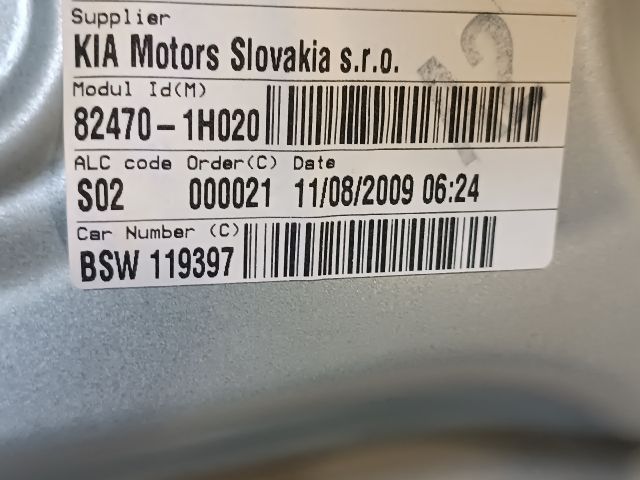 Supplier
KIA Motors Slovakia s.r.o.
Modul Id(M)
82470-1H020
ALC code Order(C) Date
S02 000021 11/08/2009 06:24
Car Number (C)
BSW 119397